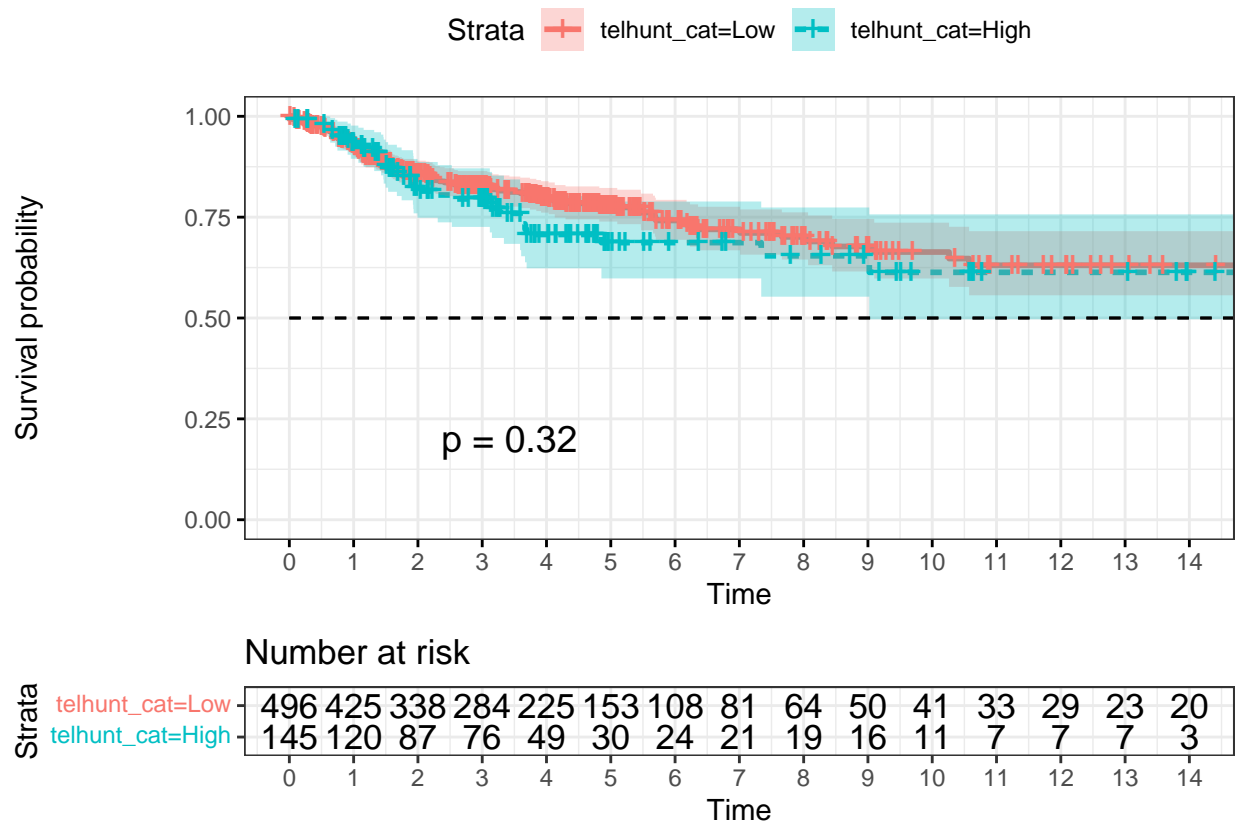 Strata telhunt_cat=Low telhunt_cat=High
Survival probability
1.00
0.75
0.50
0.25
0.00
p = 0.32
0 1 2 3 4 5 6 7 8 9 10 11 12 13 14
Time
Number at risk
Strata
telhunt_cat=Low 496 425 338 284 225 153 108 81 64 50 41 33 29 23 20
telhunt_cat=High 145 120 87 76 49 30 24 21 19 16 11 7 7 7 3
0 1 2 3 4 5 6 7 8 9 10 11 12 13 14
Time